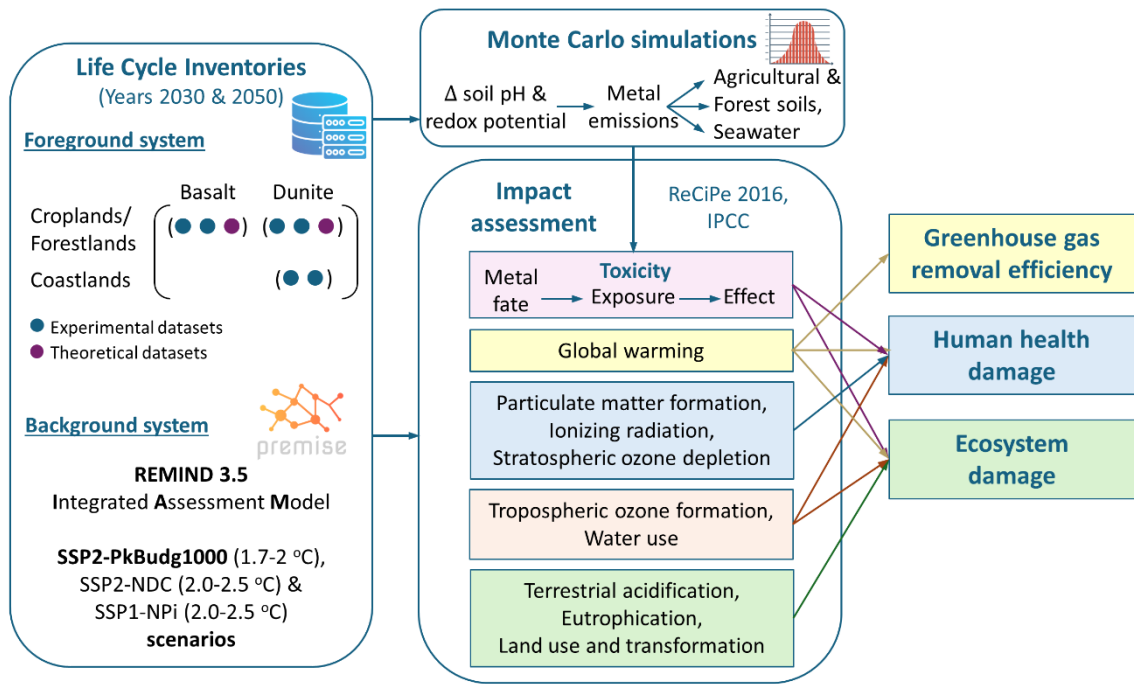 Life Cycle Inventories
(Years 2030 & 2050)
Foreground system
Basalt
Dunite
Croplands/
Forestlands
Coastlands
Experimental datasets
Theoretical datasets
Background system
premise
REMIND 3.5
Integrated Assessment Model
SSP2-PkBudg1000 (1.7-2 ºC),
SSP2-NDC (2.0-2.5 ºC) &
SSP1-NPi (2.0-2.5 ºC)
scenarios
Monte Carlo simulations
Δ soil pH &
redox potential
Metal
emissions
Agricultural &
Forest soils,
Seawater
Impact
assessment
ReCiPe 2016,
IPCC
Toxicity
Metal
fate
Exposure
Effect
Global warming
Particulate matter formation,
Ionizing radiation,
Stratospheric ozone depletion
Tropospheric ozone formation,
Water use
Terrestrial acidification,
Eutrophication,
Land use and transformation
Greenhouse gas
removal efficiency
Human health
damage
Ecosystem
damage